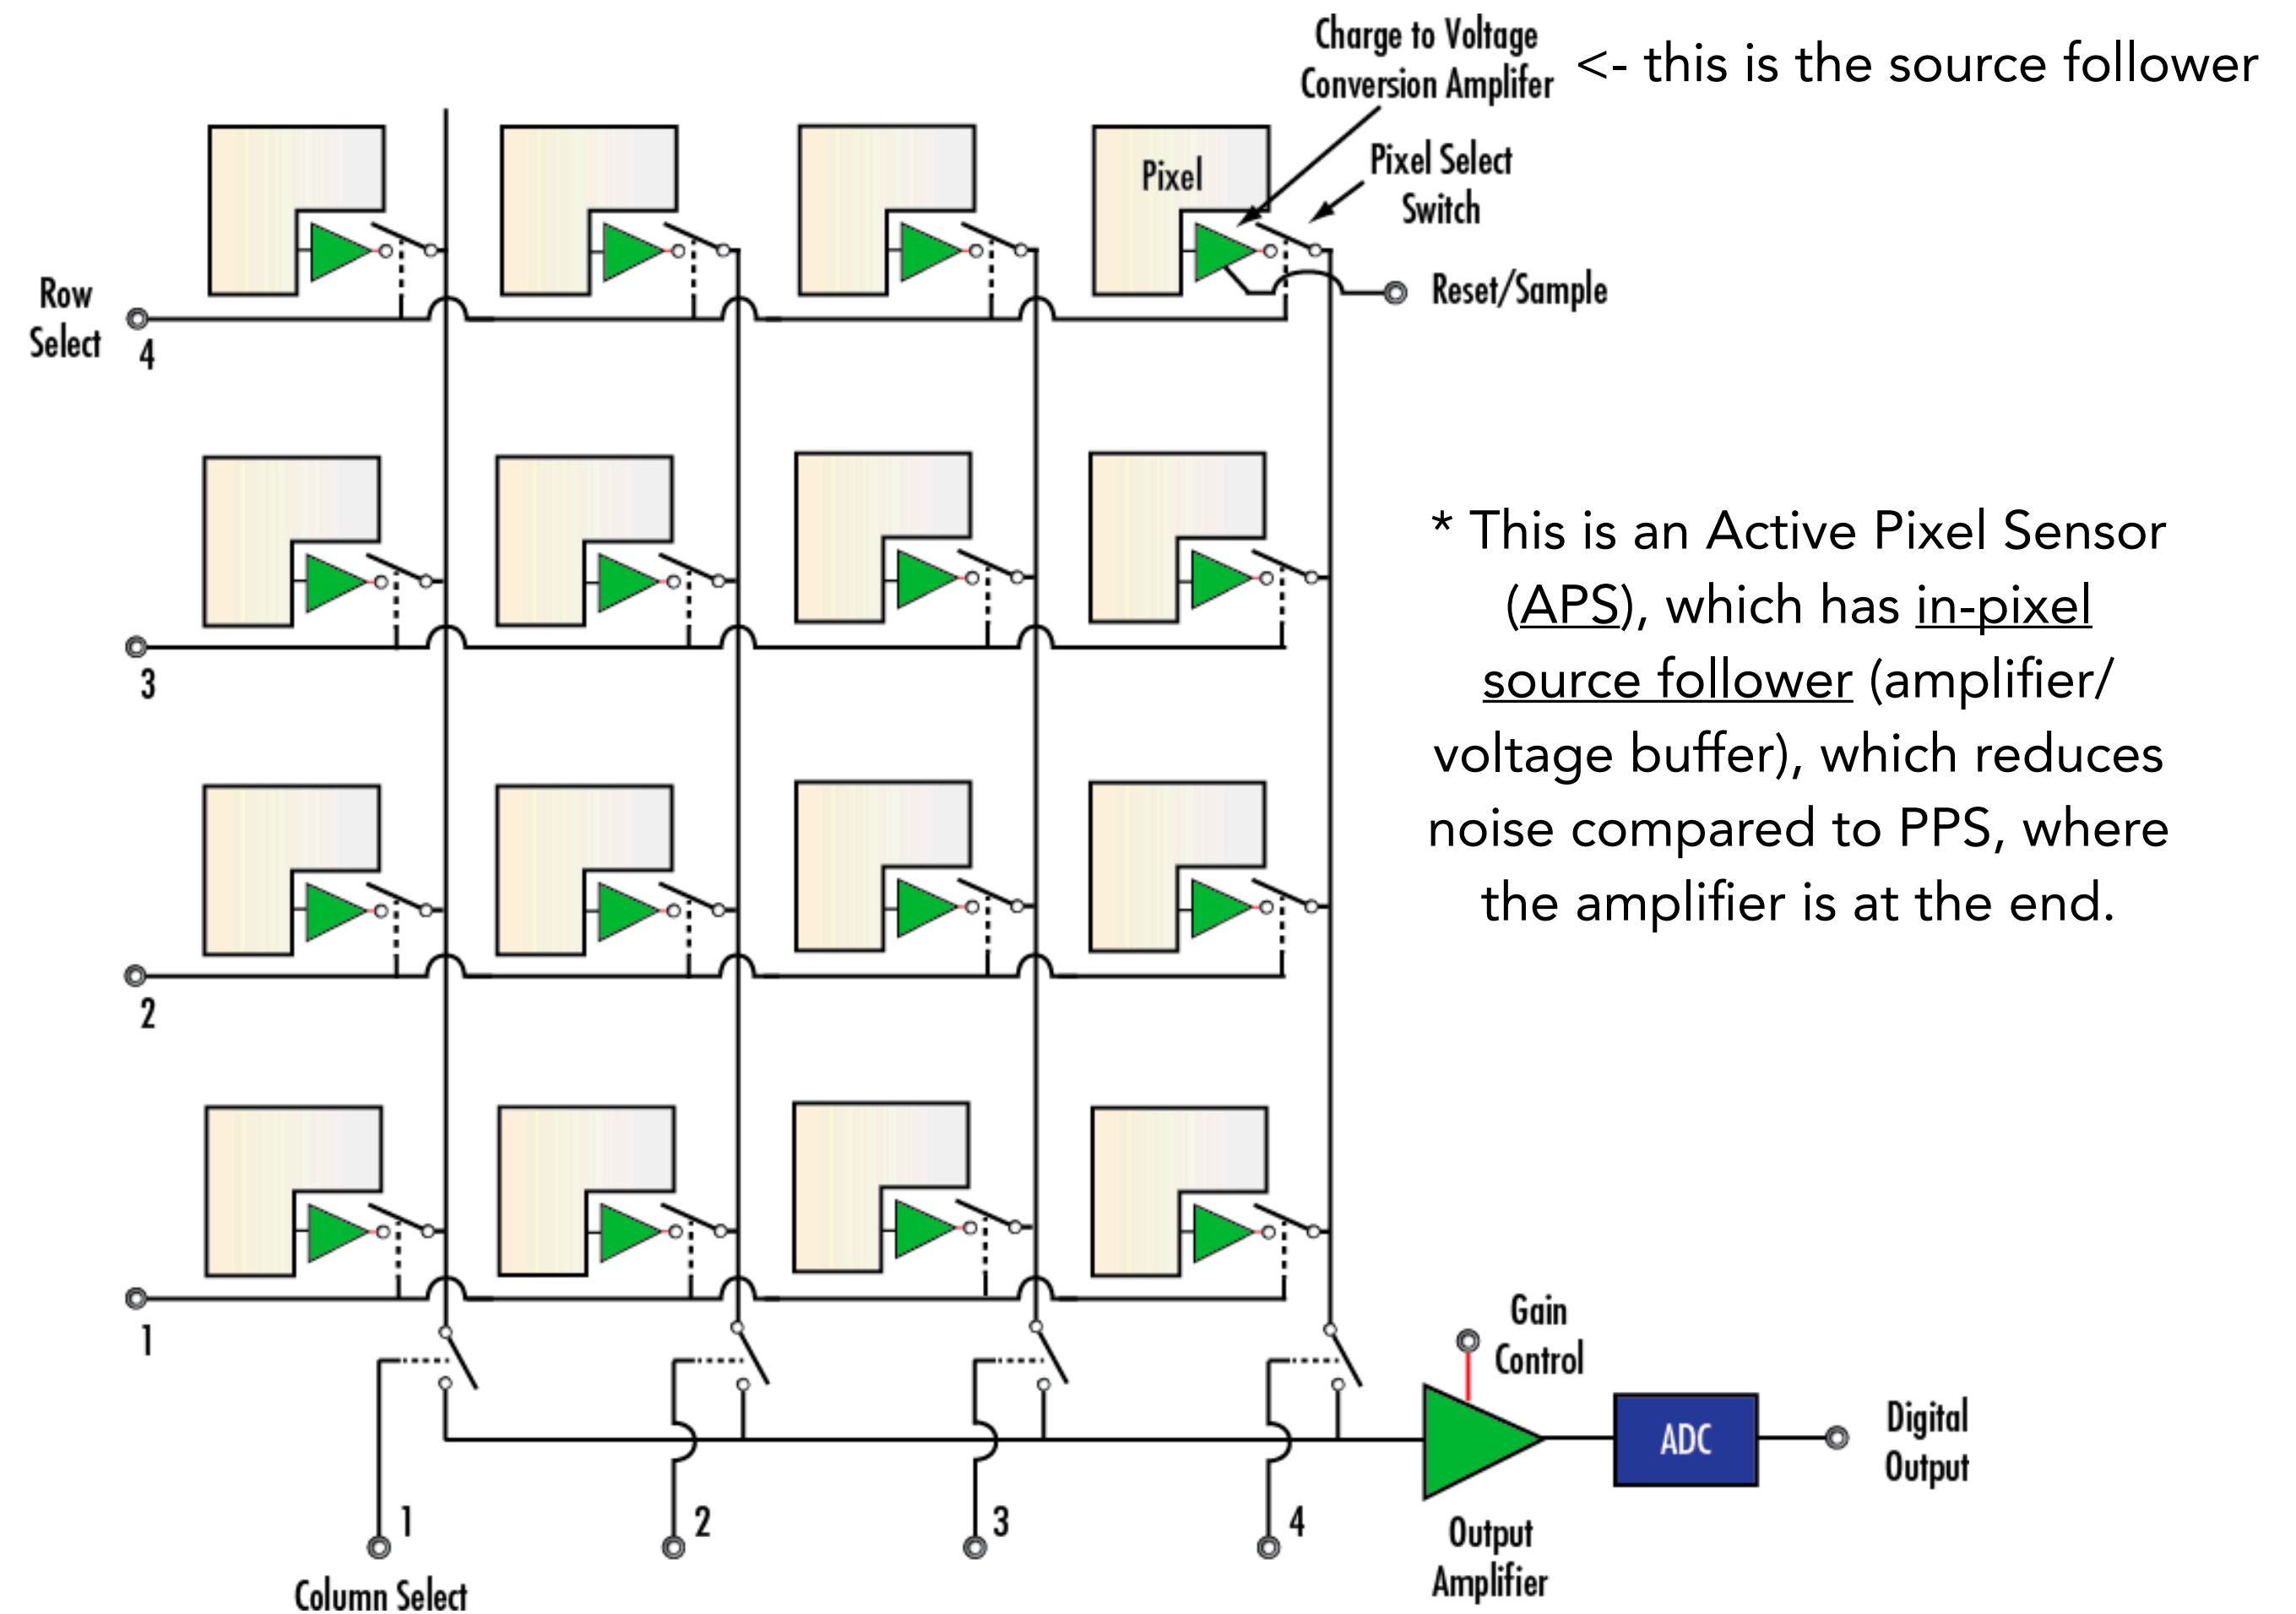 Charge to Voltage
Conversion Amplifer
<- this is the source follower
Pixel
Pixel Select
Switch
Reset/Sample
Row
Select
4
* This is an Active Pixel Sensor
(APS), which has in-pixel
source follower (amplifier/
voltage buffer), which reduces
noise compared to PPS, where
the amplifier is at the end.
3
2
1
Gain
Control
ADC
Digital
Output
Output
Amplifier
1
2
3
4
Column Select